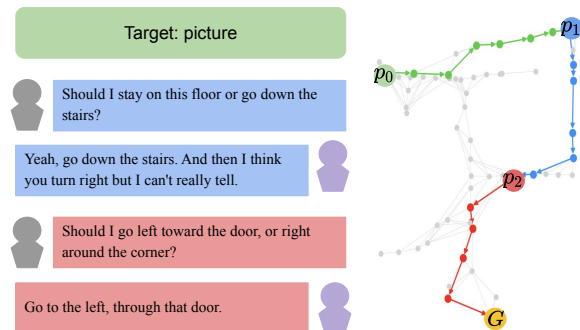 Target: picture
Should I stay on this floor or go down the
stairs?
Yeah, go down the stairs. And then I think
you turn right but I can't really tell.
Should I go left toward the door, or right
around the corner?
Go to the left, through that door.
p₀
p₁
p₂
G